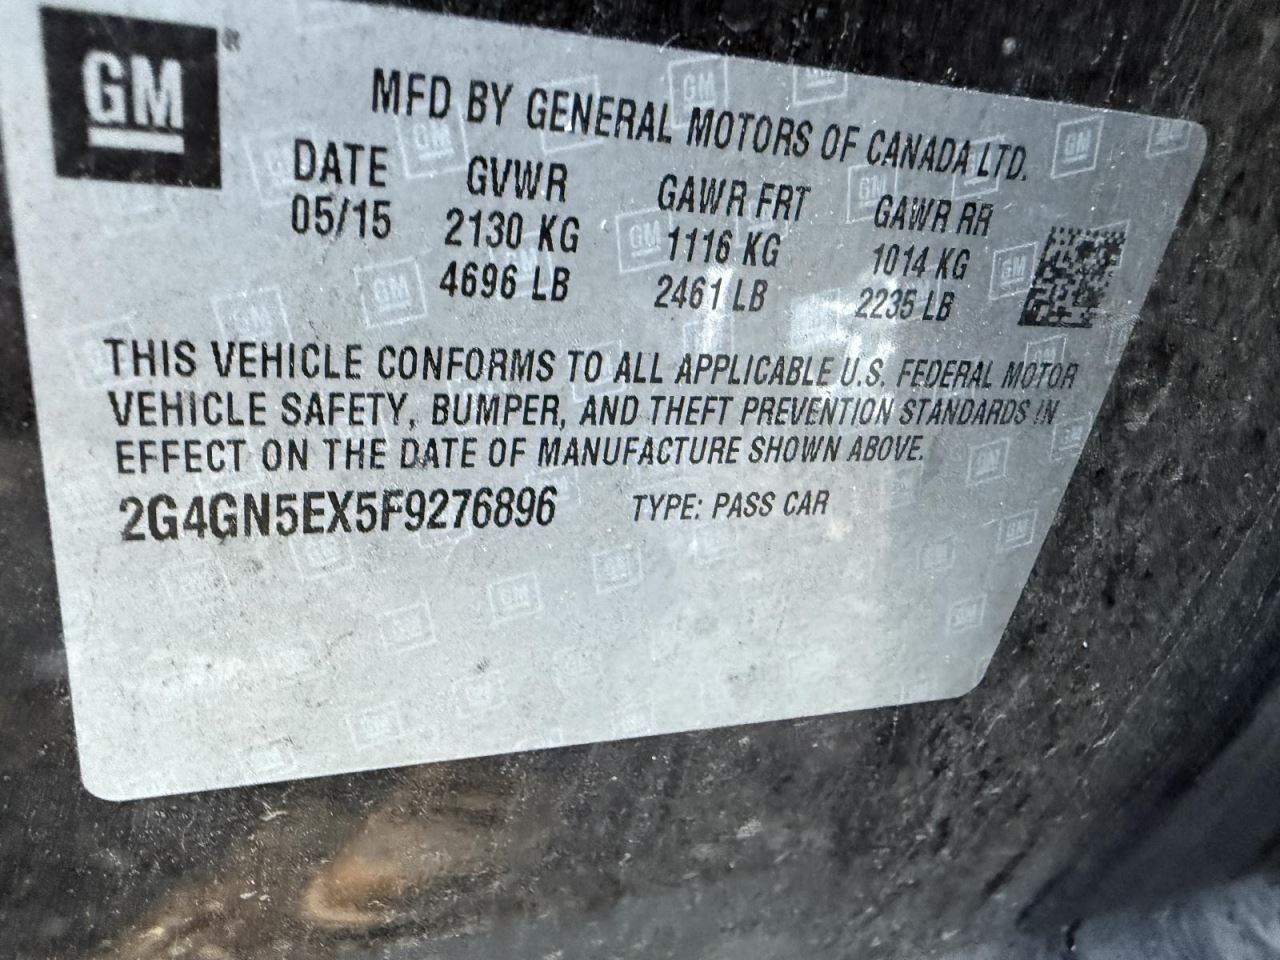 GM®
MFD BY GENERAL MOTORS OF CANADA LTD.
DATE GVWR GAWR FRT GAWR RR
05/15 2130 KG 1116 KG 1014 KG
4696 LB 2461 LB 2235 LB
THIS VEHICLE CONFORMS TO ALL APPLICABLE U.S. FEDERAL MOTOR
VEHICLE SAFETY, BUMPER, AND THEFT PREVENTION STANDARDS IN
EFFECT ON THE DATE OF MANUFACTURE SHOWN ABOVE.
2G4GN5EX5F9276896 TYPE: PASS CAR